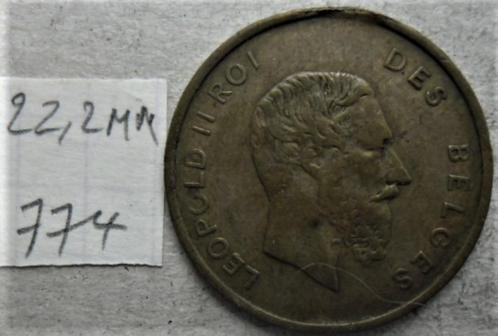 22,2MM
774
LEOPOLD II ROI DES BELGES